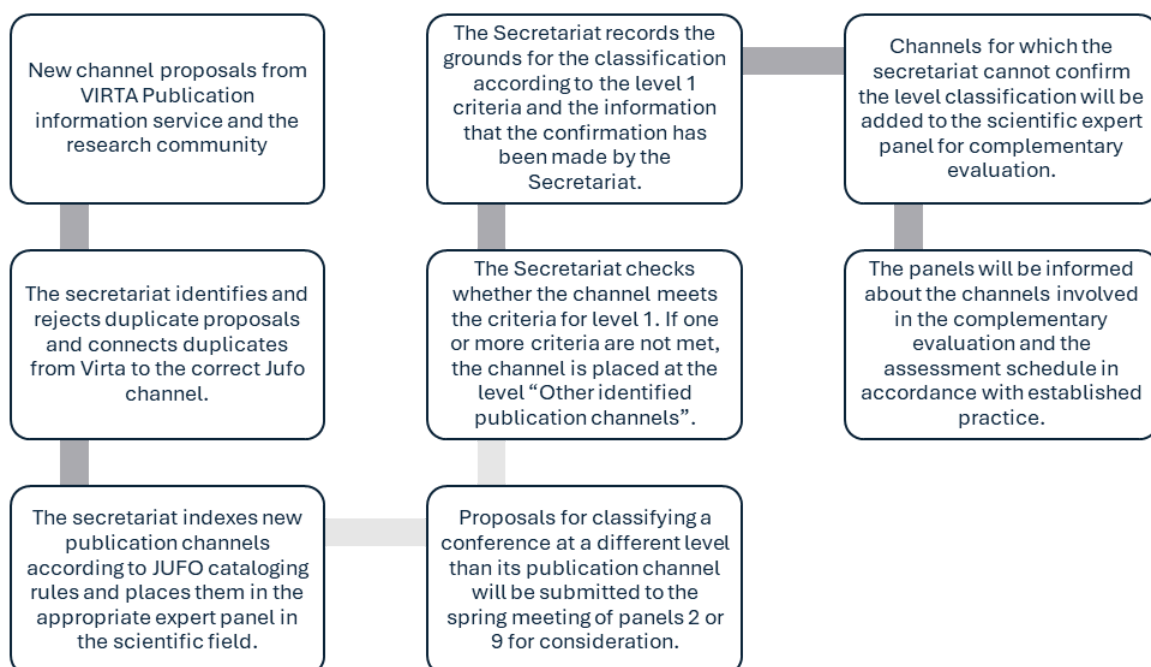 New channel proposals from
VIRTA Publication
information service and the
research community
The secretariat identifies and
rejects duplicate proposals
and connects duplicates
from Virta to the correct Jufo
channel.
The secretariat indexes new
publication channels
according to JUFO cataloging
rules and places them in the
appropriate expert panel in
the scientific field.
Proposals for classifying a
conference at a different level
than its publication channel
will be submitted to the
spring meeting of panels 2 or
9 for consideration.
The Secretariat checks
whether the channel meets
the criteria for level 1. If one
or more criteria are not met,
the channel is placed at the
level “Other identified
publication channels”.
The Secretariat records the
grounds for the classification
according to the level 1
criteria and the information
that the confirmation has
been made by the
Secretariat.
Channels for which the
secretariat cannot confirm
the level classification will be
added to the scientific expert
panel for complementary
evaluation.
The panels will be informed
about the channels involved
in the complementary
evaluation and the
assessment schedule in
accordance with established
practice.